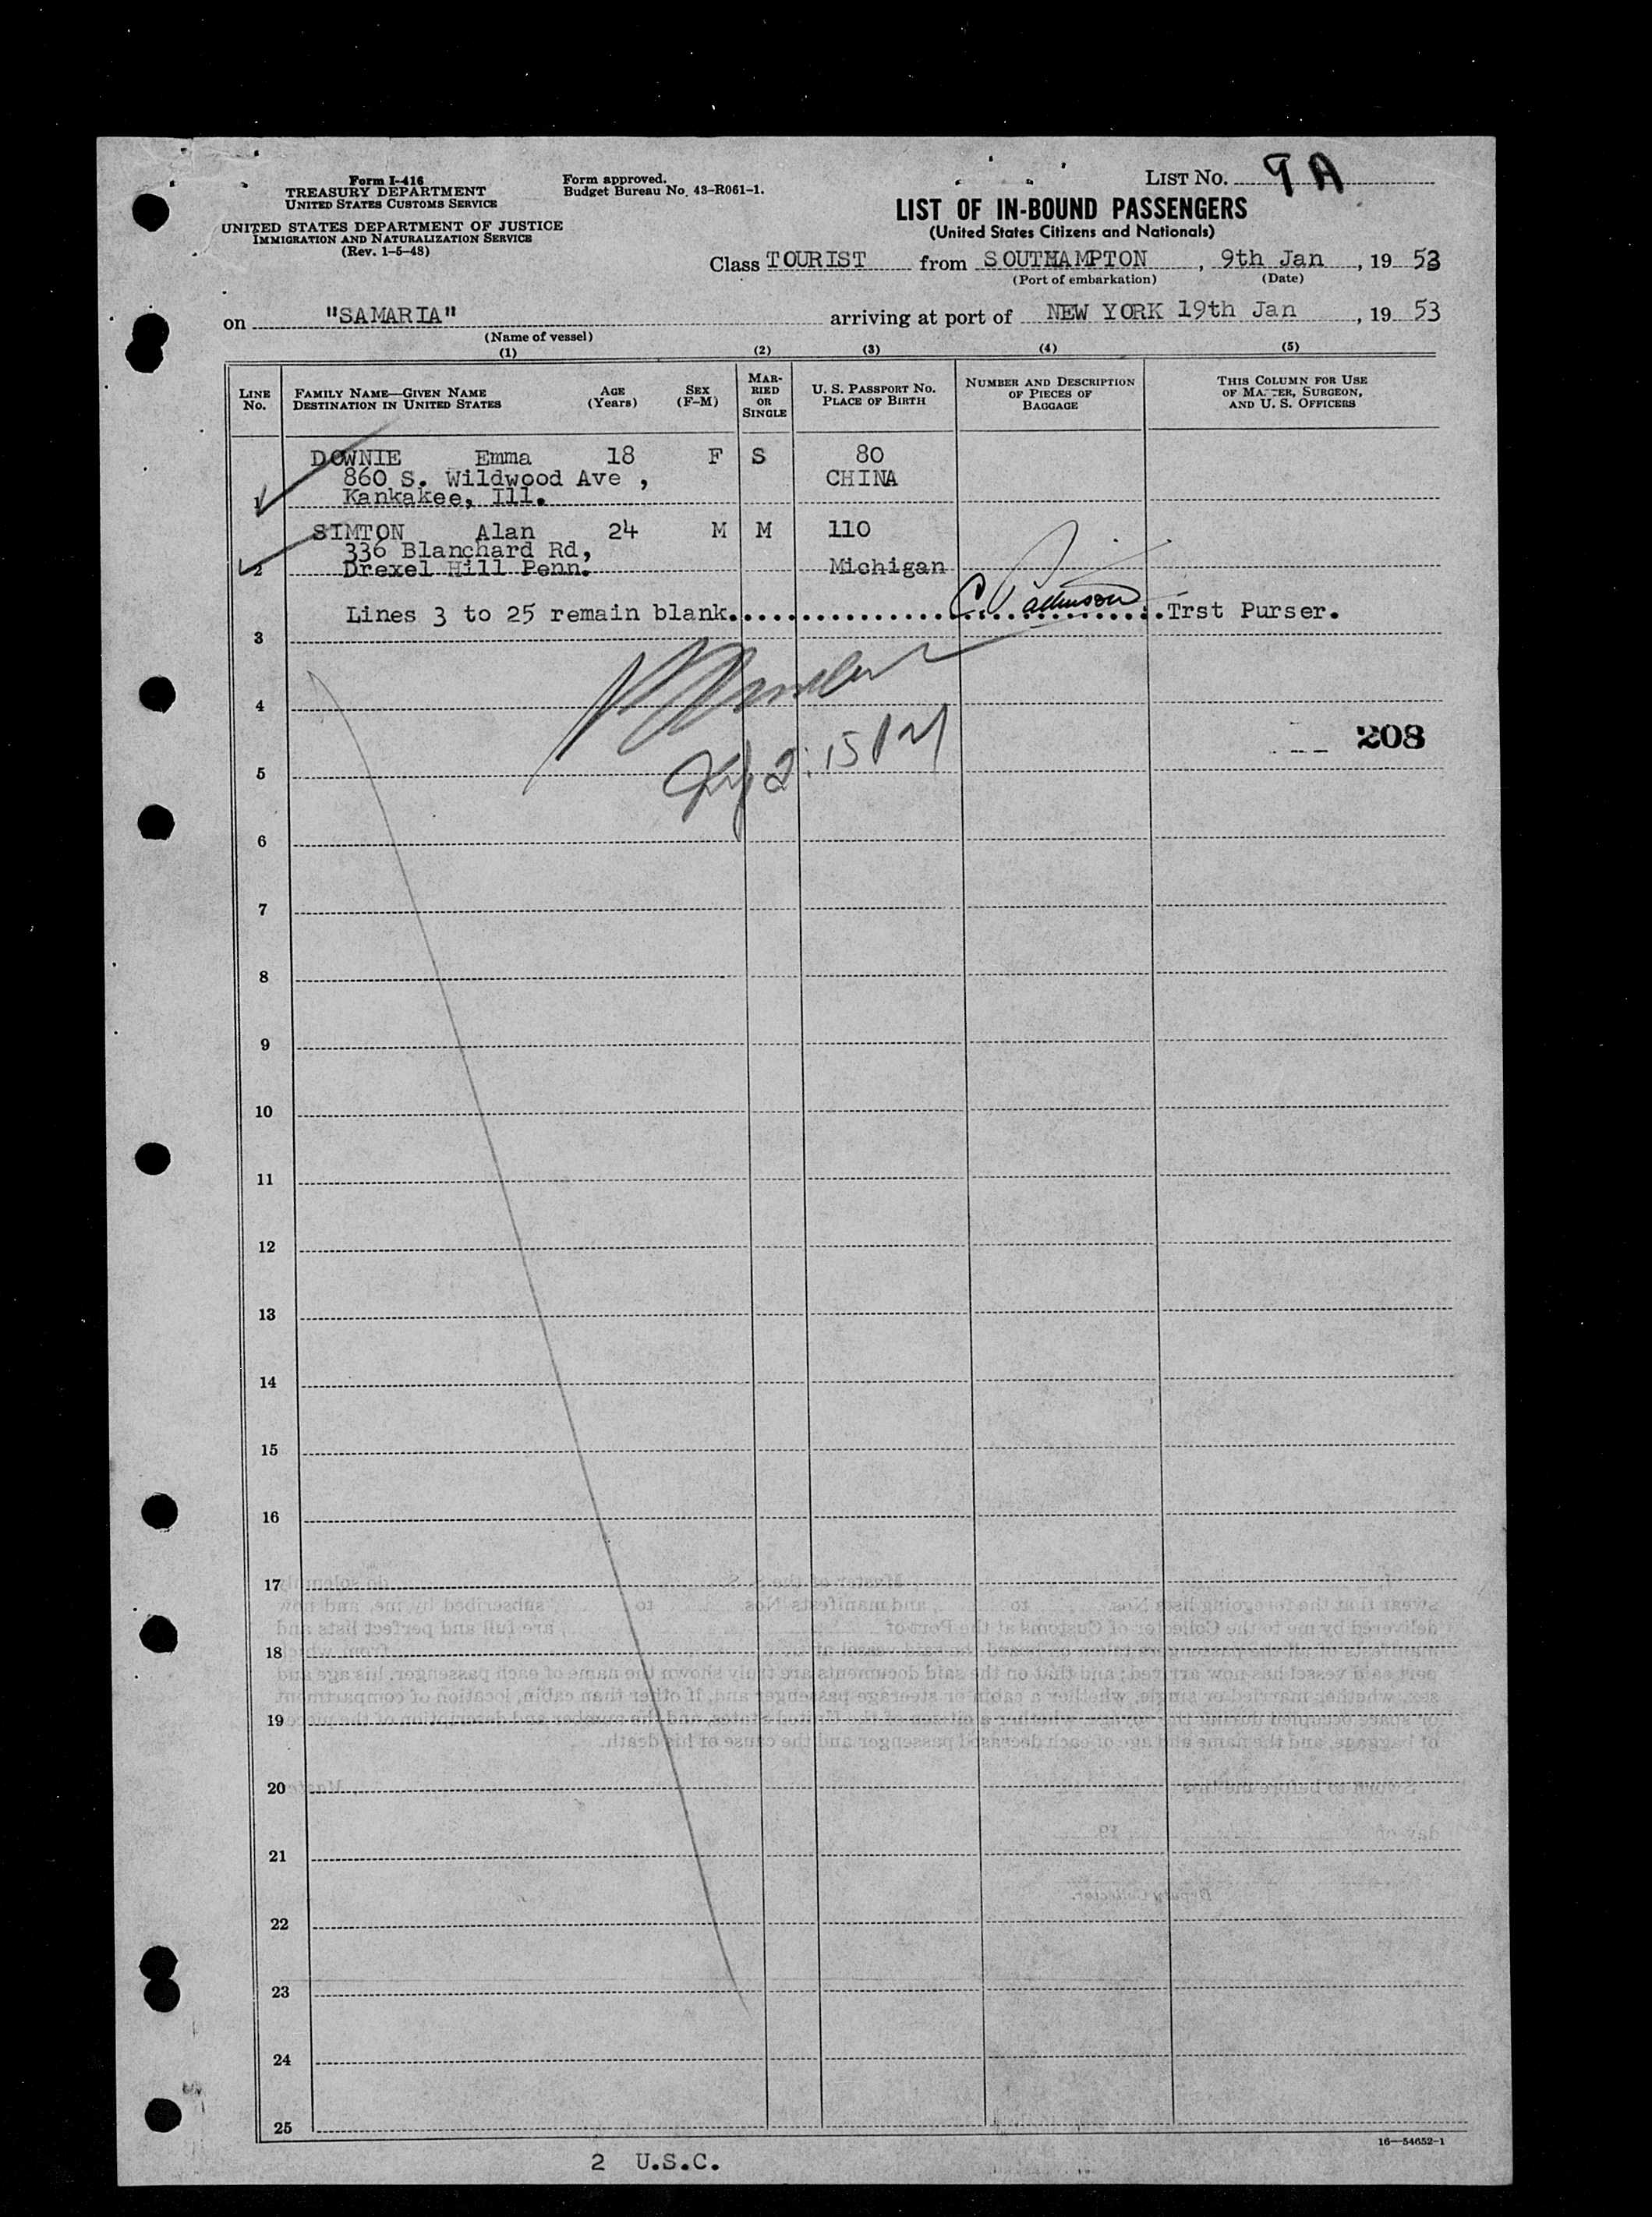 Form I-416
TREASURY DEPARTMENT
UNITED STATES CUSTOMS SERVICE
UNITED STATES DEPARTMENT OF JUSTICE
IMMIGRATION AND NATURALIZATION SERVICE
(Rev. 1-5-48)
Form approved.
Budget Bureau No. 43-R061-1.
LIST NO. 9A
LIST OF IN-BOUND PASSENGERS
(United States Citizens and Nationals)
Class TOURIST from SOUTHAMPTON, 9th Jan, 1953
(Port of embarkation) (Date)
on "SAMARIA" arriving at port of NEW YORK 19th Jan, 1953
(Name of vessel)
(1) (2) (3) (4) (5)
LINE NO. FAMILY NAME—GIVEN NAME DESTINATION IN UNITED STATES AGE (Years) SEX (F-M) MARRIED OR SINGLE U. S. PASSPORT NO. PLACE OF BIRTH NUMBER AND DESCRIPTION OF PIECES OF BAGGAGE THIS COLUMN FOR USE OF MASTER, SURGEON, AND U. S. OFFICERS
DOWNIE Emma 18 F S 80
860 S. Wildwood Ave , CHINA
1 Kankakee, Ill.
SIMTON Alan 24 M M 110
336 Blanchard Rd,
2 Drexel Hill Penn. Michigan
Lines 3 to 25 remain blank. Trst Purser.
3
4
208
2:15 PM
5
6
7
8
9
10
11
12
13
14
15
16
17
18
19
20
21
22
23
24
25
16—54652-1
2 U.S.C.